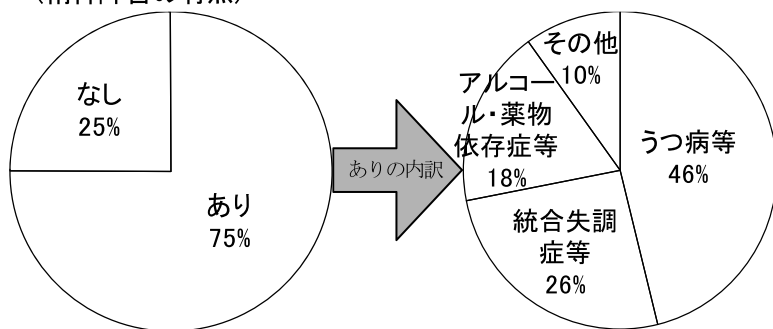 なし
25%
あり
75%
ありの内訳
その他
10%
アルコー
ル・薬物
依存症等
18%
うつ病等
46%
統合失調
症等
26%